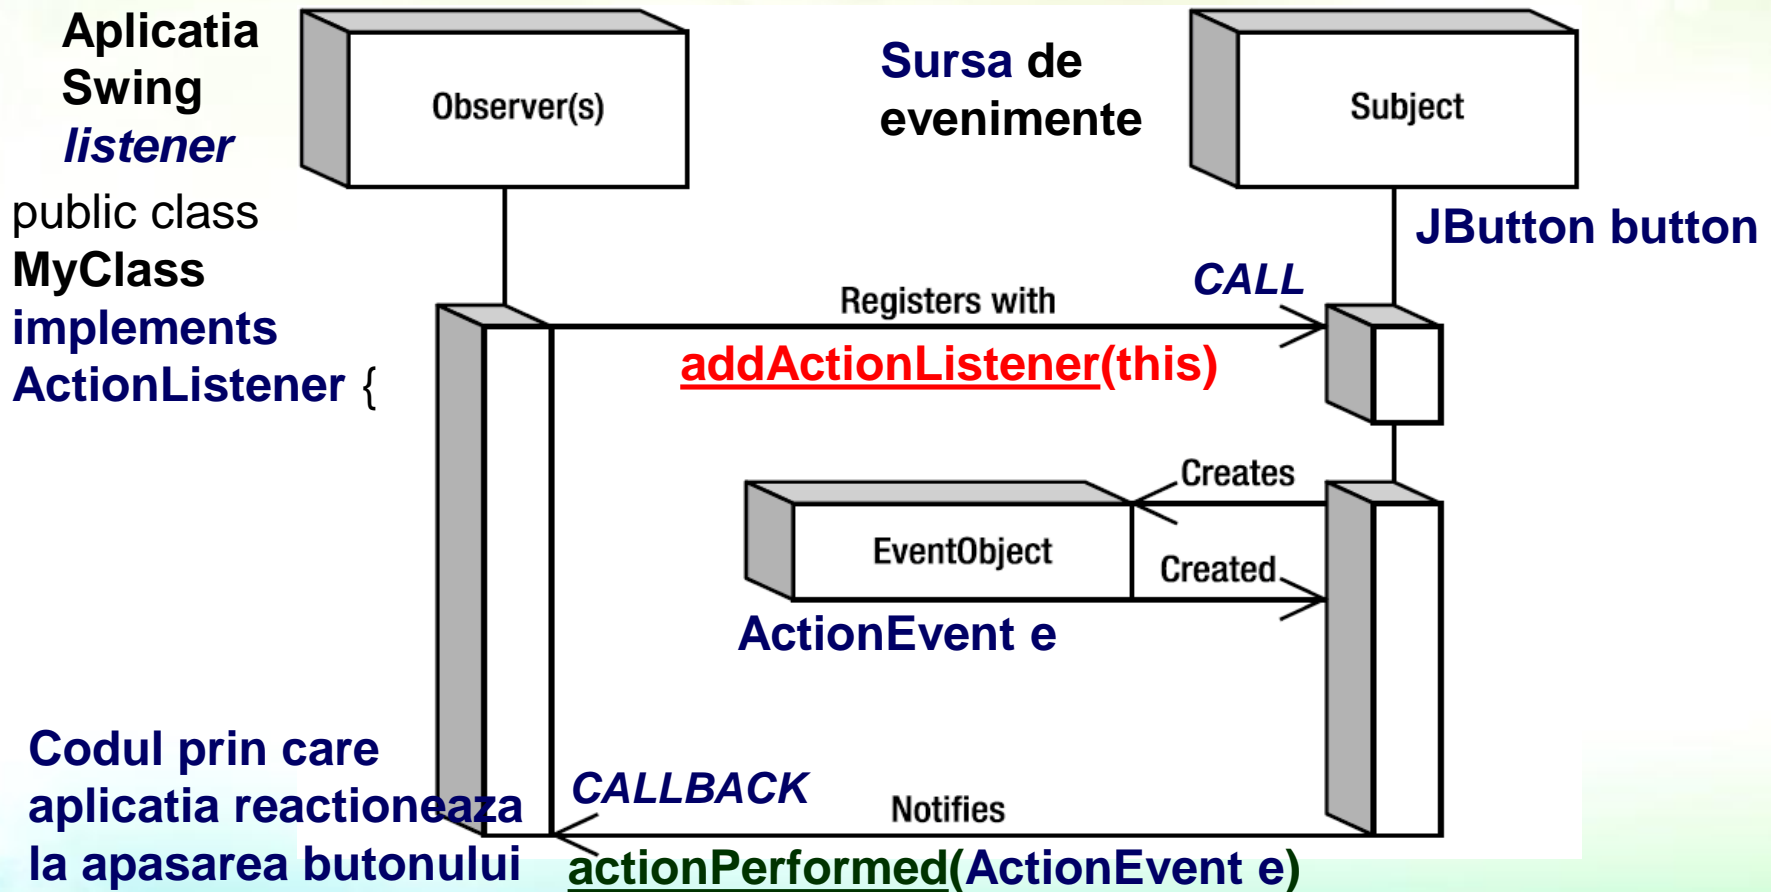 Aplicatia
Swing
listener
Observer(s)
Sursa de
evenimente
Subject
public class
MyClass
implements
ActionListener {
JButton button
CALL
Registers with
addActionListener(this)
Creates
EventObject
Created
ActionEvent e
Codul prin care
aplicatia reactioneaza
la apasarea butonului
CALLBACK
Notifies
actionPerformed(ActionEvent e)